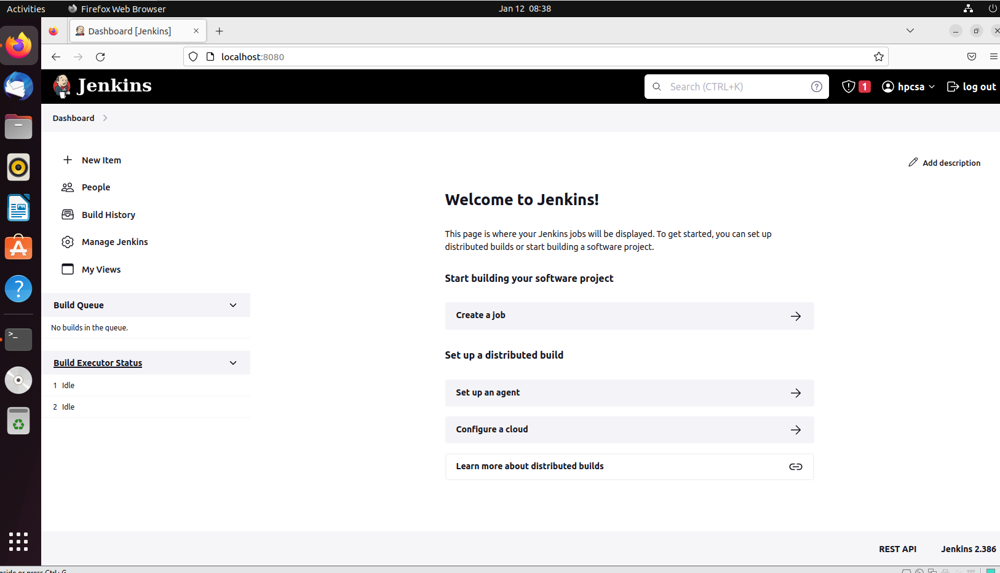 Activities
Firefox Web Browser
Jan 12 08:38
Dashboard [Jenkins]
localhost:8080
Jenkins
Search (CTRL+K)
1
hpcsa
log out
Dashboard
New Item
People
Build History
Manage Jenkins
My Views
Build Queue
No builds in the queue.
Build Executor Status
1 Idle
2 Idle
Add description
Welcome to Jenkins!
This page is where your Jenkins jobs will be displayed. To get started, you can set up
distributed builds or start building a software project.
Start building your software project
Create a job
Set up a distributed build
Set up an agent
Configure a cloud
Learn more about distributed builds
REST API
Jenkins 2.386
or press Ctrl+G